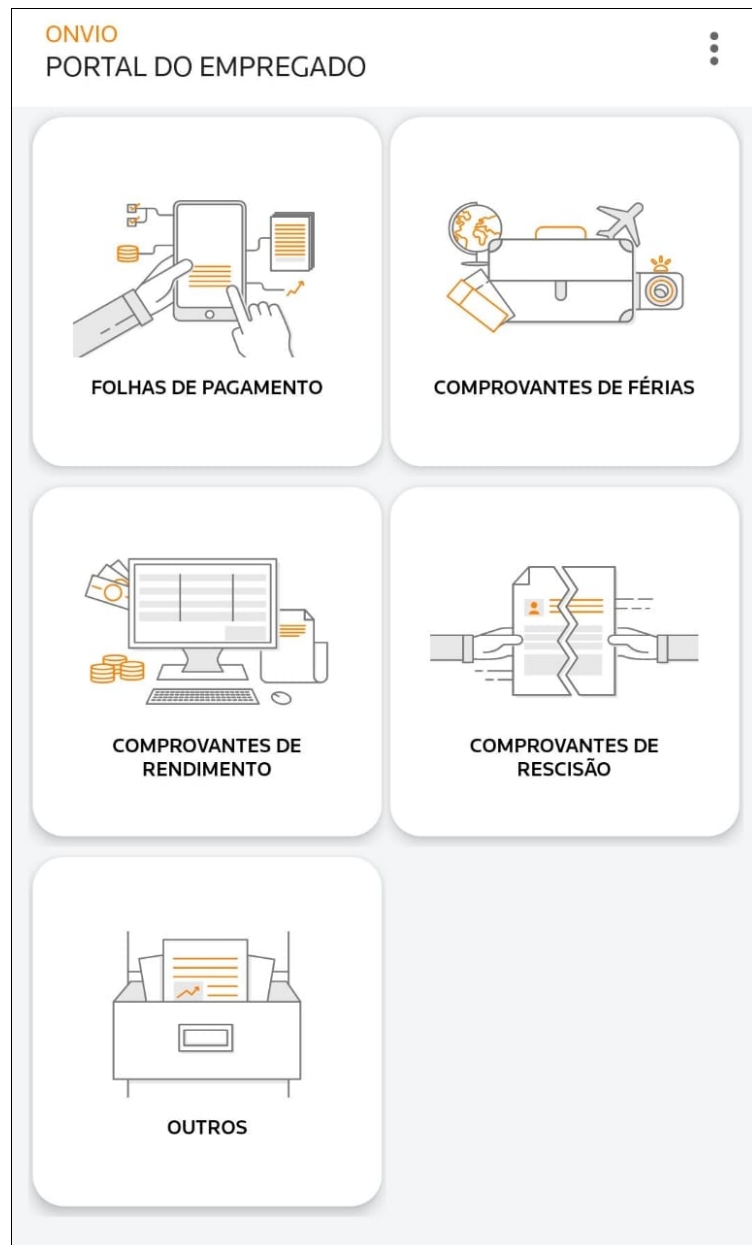 ONVIO
PORTAL DO EMPREGADO
FOLHAS DE PAGAMENTO
COMPROVANTES DE FÉRIAS
COMPROVANTES DE
RENDIMENTO
COMPROVANTES DE
RESCISÃO
OUTROS